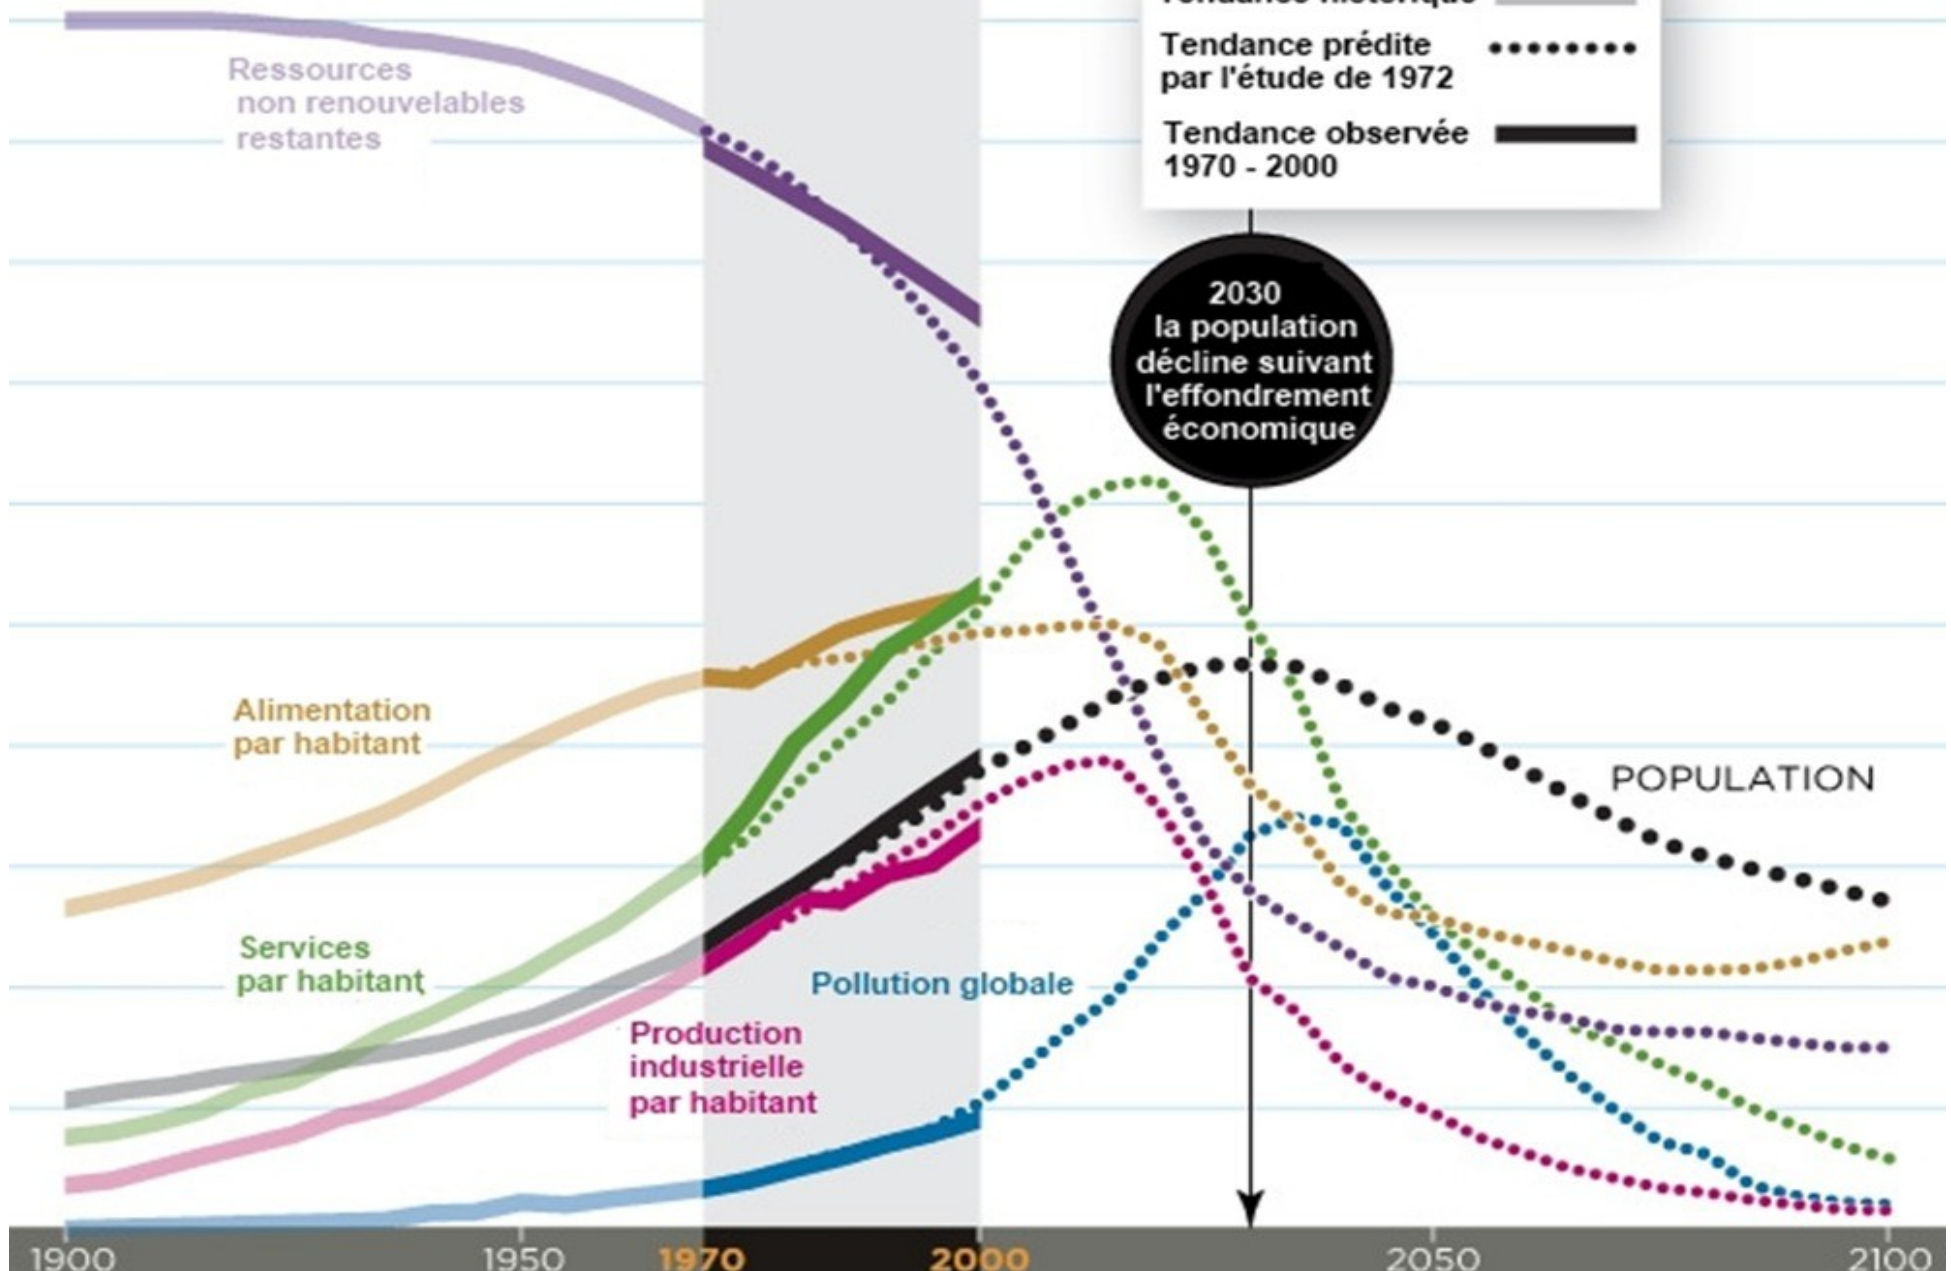 Tendance historique
Tendance prédite
par l'étude de 1972
Tendance observée
1970 - 2000
Ressources
non renouvelables
restantes
2030
la population
décline suivant
l'effondrement
économique
Alimentation
par habitant
POPULATION
Services
par habitant
Pollution globale
Production
industrielle
par habitant
1900
1950
1970
2000
2050
2100